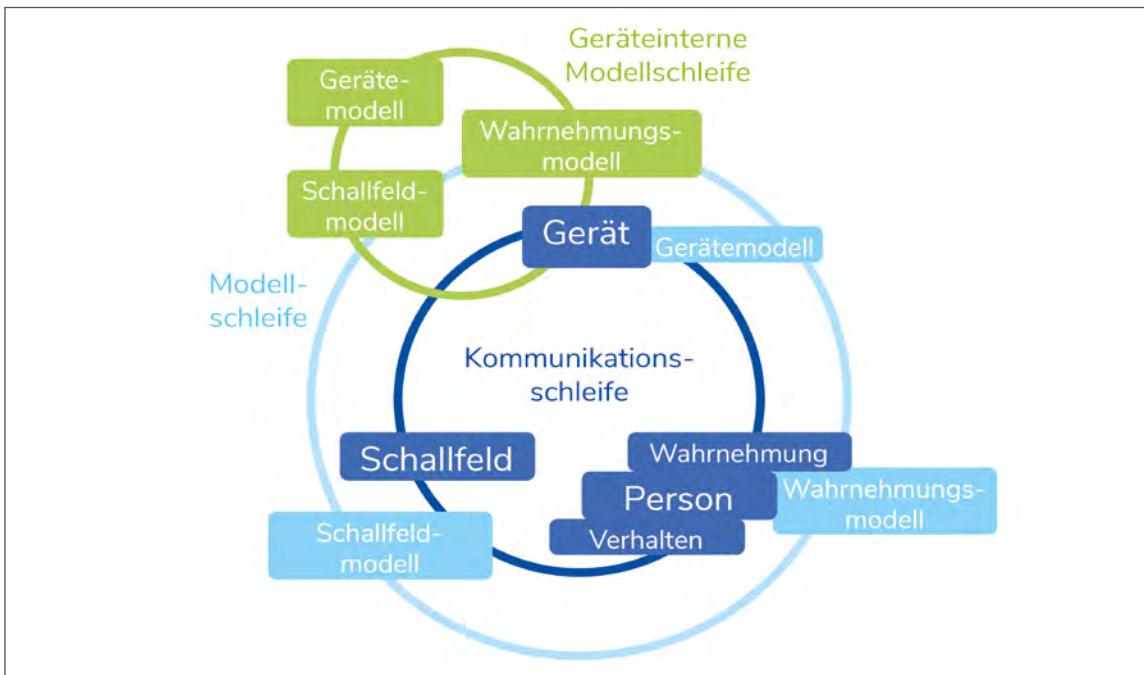 Geräteinterne
Modellschleife
Geräte-
modell
Wahrnehmungs-
modell
Schallfeld-
modell
Gerät
Gerätemodell
Modell-
schleife
Kommunikations-
schleife
Schallfeld
Wahrnehmung
Person
Verhalten
Wahrnehmungs-
modell
Schallfeld-
modell